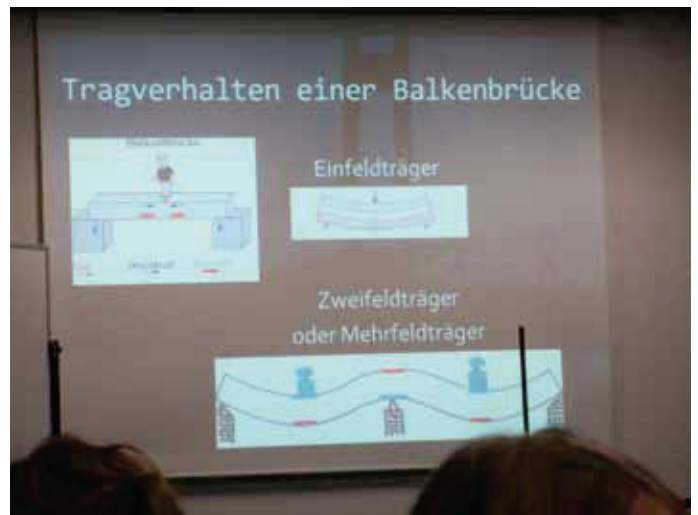 Tragverhalten einer Balkenbrücke
Einfeldträger
Zweifeldträger
oder Mehrfeldträger